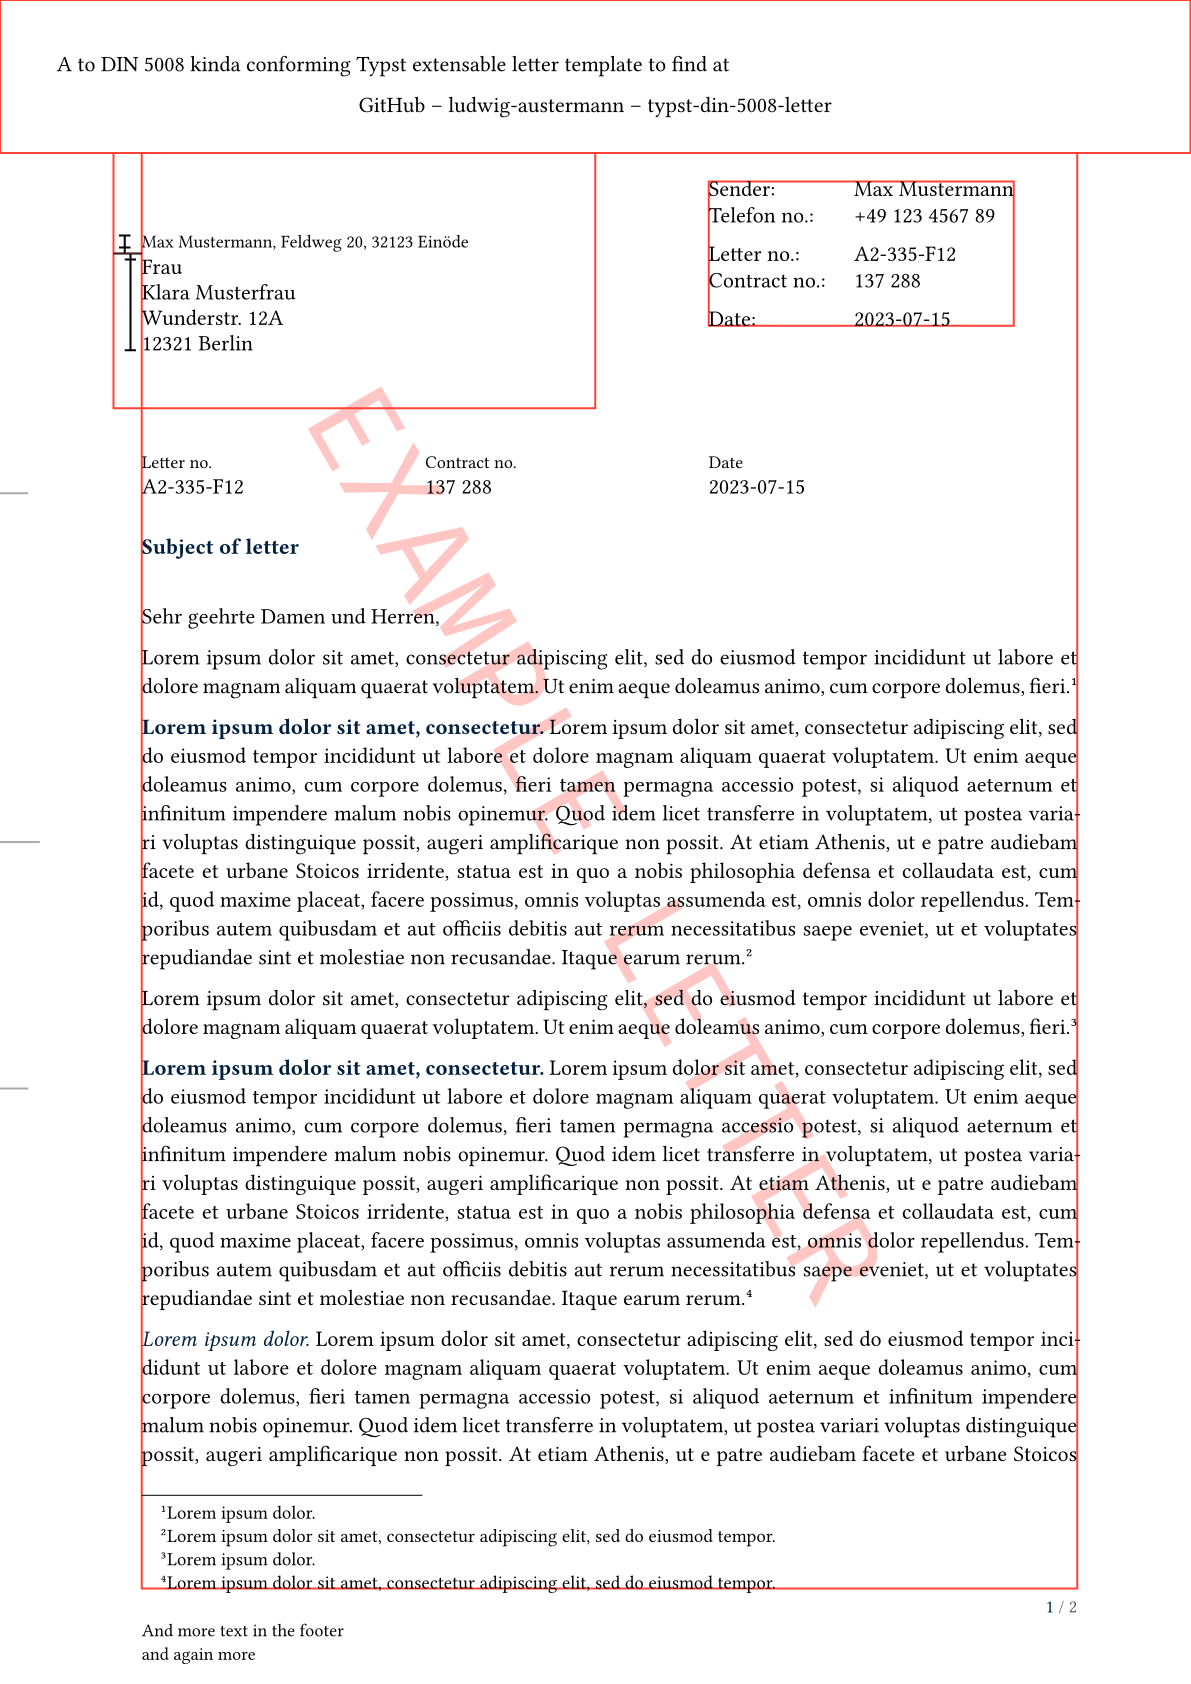 A to DIN 5008 kinda conforming Typst extensable letter template to find at
GitHub – ludwig-austermann – typst-din-5008-letter
Max Mustermann, Feldweg 20, 32123 Einöde
Frau
Klara Musterfrau
Wunderstr. 12A
12321 Berlin
Sender: Max Mustermann
Telefon no.: +49 123 4567 89
Letter no.: A2-335-F12
Contract no.: 137 288
Date: 2023-07-15
Letter no. Contract no. Date
A2-335-F12 137 288 2023-07-15
Subject of letter
Sehr geehrte Damen und Herren,
Lorem ipsum dolor sit amet, consectetur adipiscing elit, sed do eiusmod tempor incididunt ut labore et
dolore magnam aliquam quaerat voluptatem. Ut enim aeque doleamus animo, cum corpore dolemus, fieri.¹
Lorem ipsum dolor sit amet, consectetur. Lorem ipsum dolor sit amet, consectetur adipiscing elit, sed
do eiusmod tempor incididunt ut labore et dolore magnam aliquam quaerat voluptatem. Ut enim aeque
doleamus animo, cum corpore dolemus, fieri tamen permagna accessio potest, si aliquod aeternum et
infinitum impendere malum nobis opinemur. Quod idem licet transferre in voluptatem, ut postea varia-
ri voluptas distinguique possit, augeri amplificarique non possit. At etiam Athenis, ut e patre audiebam
facete et urbane Stoicos irridente, statua est in quo a nobis philosophia defensa et collaudata est, cum
id, quod maxime placeat, facere possimus, omnis voluptas assumenda est, omnis dolor repellendus. Tem-
poribus autem quibusdam et aut officiis debitis aut rerum necessitatibus saepe eveniet, ut et voluptates
repudiandae sint et molestiae non recusandae. Itaque earum rerum.²
Lorem ipsum dolor sit amet, consectetur adipiscing elit, sed do eiusmod tempor incididunt ut labore et
dolore magnam aliquam quaerat voluptatem. Ut enim aeque doleamus animo, cum corpore dolemus, fieri.³
Lorem ipsum dolor sit amet, consectetur. Lorem ipsum dolor sit amet, consectetur adipiscing elit, sed
do eiusmod tempor incididunt ut labore et dolore magnam aliquam quaerat voluptatem. Ut enim aeque
doleamus animo, cum corpore dolemus, fieri tamen permagna accessio potest, si aliquod aeternum et
infinitum impendere malum nobis opinemur. Quod idem licet transferre in voluptatem, ut postea varia-
ri voluptas distinguique possit, augeri amplificarique non possit. At etiam Athenis, ut e patre audiebam
facete et urbane Stoicos irridente, statua est in quo a nobis philosophia defensa et collaudata est, cum
id, quod maxime placeat, facere possimus, omnis voluptas assumenda est, omnis dolor repellendus. Tem-
poribus autem quibusdam et aut officiis debitis aut rerum necessitatibus saepe eveniet, ut et voluptates
repudiandae sint et molestiae non recusandae. Itaque earum rerum.⁴
Lorem ipsum dolor. Lorem ipsum dolor sit amet, consectetur adipiscing elit, sed do eiusmod tempor inci-
didunt ut labore et dolore magnam aliquam quaerat voluptatem. Ut enim aeque doleamus animo, cum
corpore dolemus, fieri tamen permagna accessio potest, si aliquod aeternum et infinitum impendere
malum nobis opinemur. Quod idem licet transferre in voluptatem, ut postea variari voluptas distinguique
possit, augeri amplificarique non possit. At etiam Athenis, ut e patre audiebam facete et urbane Stoicos
¹Lorem ipsum dolor.
²Lorem ipsum dolor sit amet, consectetur adipiscing elit, sed do eiusmod tempor.
³Lorem ipsum dolor.
⁴Lorem ipsum dolor sit amet, consectetur adipiscing elit, sed do eiusmod tempor.
1 / 2
And more text in the footer
and again more
EXAMPLE LETTER